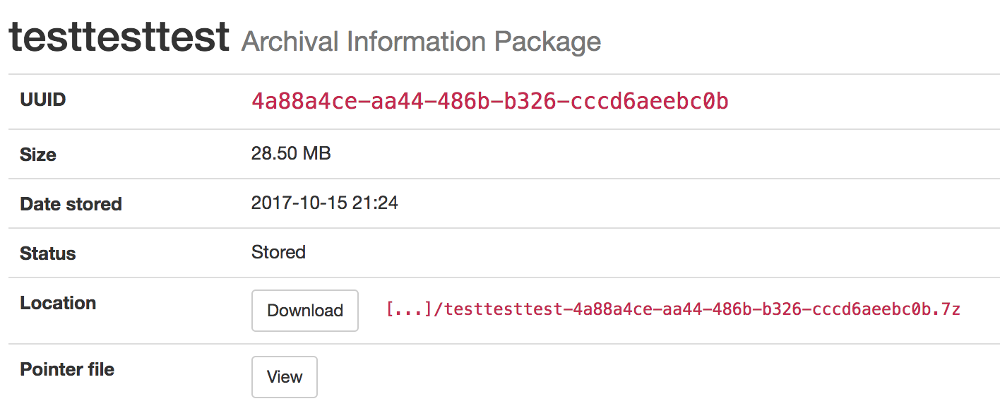 testtesttest Archival Information Package
UUID 4a88a4ce-aa44-486b-b326-cccd6aeebc0b
Size 28.50 MB
Date stored 2017-10-15 21:24
Status Stored
Location Download [...]/testtesttest-4a88a4ce-aa44-486b-b326-cccd6aeebc0b.7z
Pointer file View